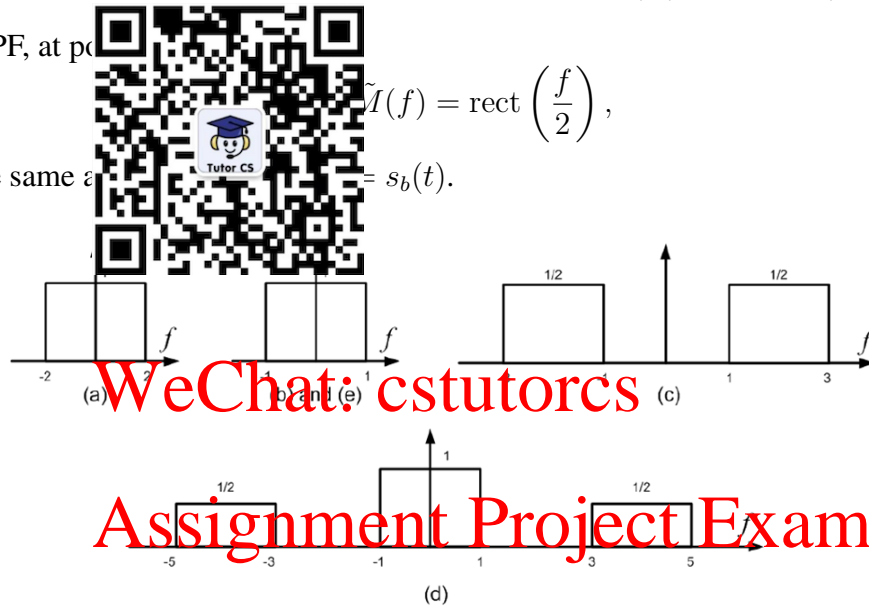 PF, at po
M̃(f) = rect (f/2),
same a = s_b(t).
Tutor CS
1/2 1/2
f f f
-2 2 -1 1 1 3
(a) (b) and (e) (c)
WeChat: cstutorcs
1
1/2 1/2
Assignment Project Exam
f
-5 -3 -1 1 3 5
(d)